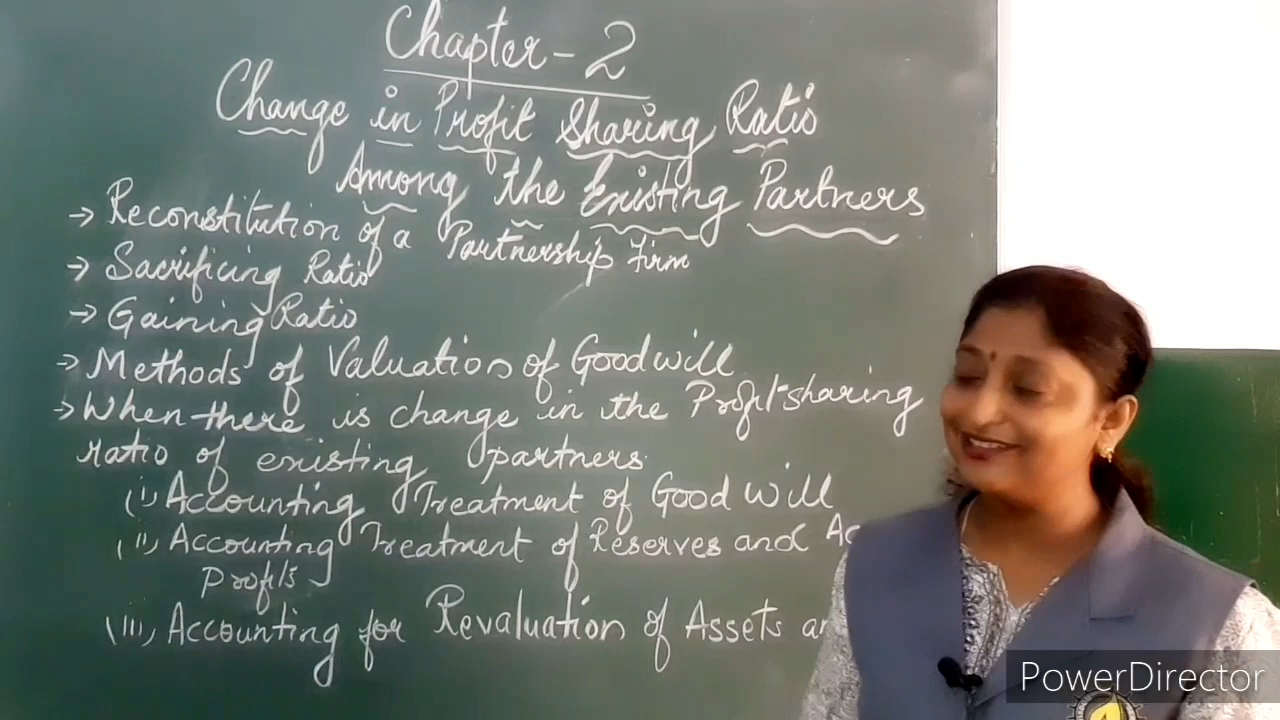 Chapter-2
Change in Profit Sharing Ratio
Among the Existing Partners
→ Reconstitution of a Partnership Firm
→ Sacrificing Ratio
→ Gaining Ratio
→ Methods of Valuation of Goodwill
→ When there is change in the Profit-sharing
ratio of existing partners
(i) Accounting Treatment of Good Will
(ii) Accounting Treatment of Reserves and
Profits
(iii) Accounting for Revaluation of Assets
PowerDirector